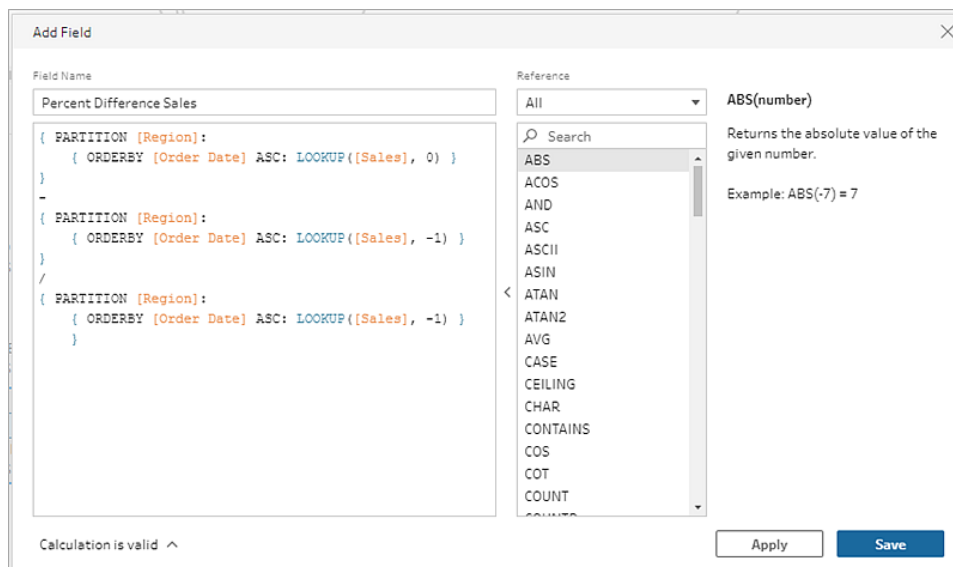 Add Field
Field Name
Percent Difference Sales
{ PARTITION [Region]:
{ ORDERBY [Order Date] ASC: LOOKUP([Sales], 0) }
}
-
{ PARTITION [Region]:
{ ORDERBY [Order Date] ASC: LOOKUP([Sales], -1) }
}
/
{ PARTITION [Region]:
{ ORDERBY [Order Date] ASC: LOOKUP([Sales], -1) }
}
Calculation is valid
Reference
All
Search
ABS
ACOS
AND
ASC
ASCII
ASIN
ATAN
ATAN2
AVG
CASE
CEILING
CHAR
CONTAINS
COS
COT
COUNT
ABS(number)
Returns the absolute value of the
given number.
Example: ABS(-7) = 7
Apply
Save